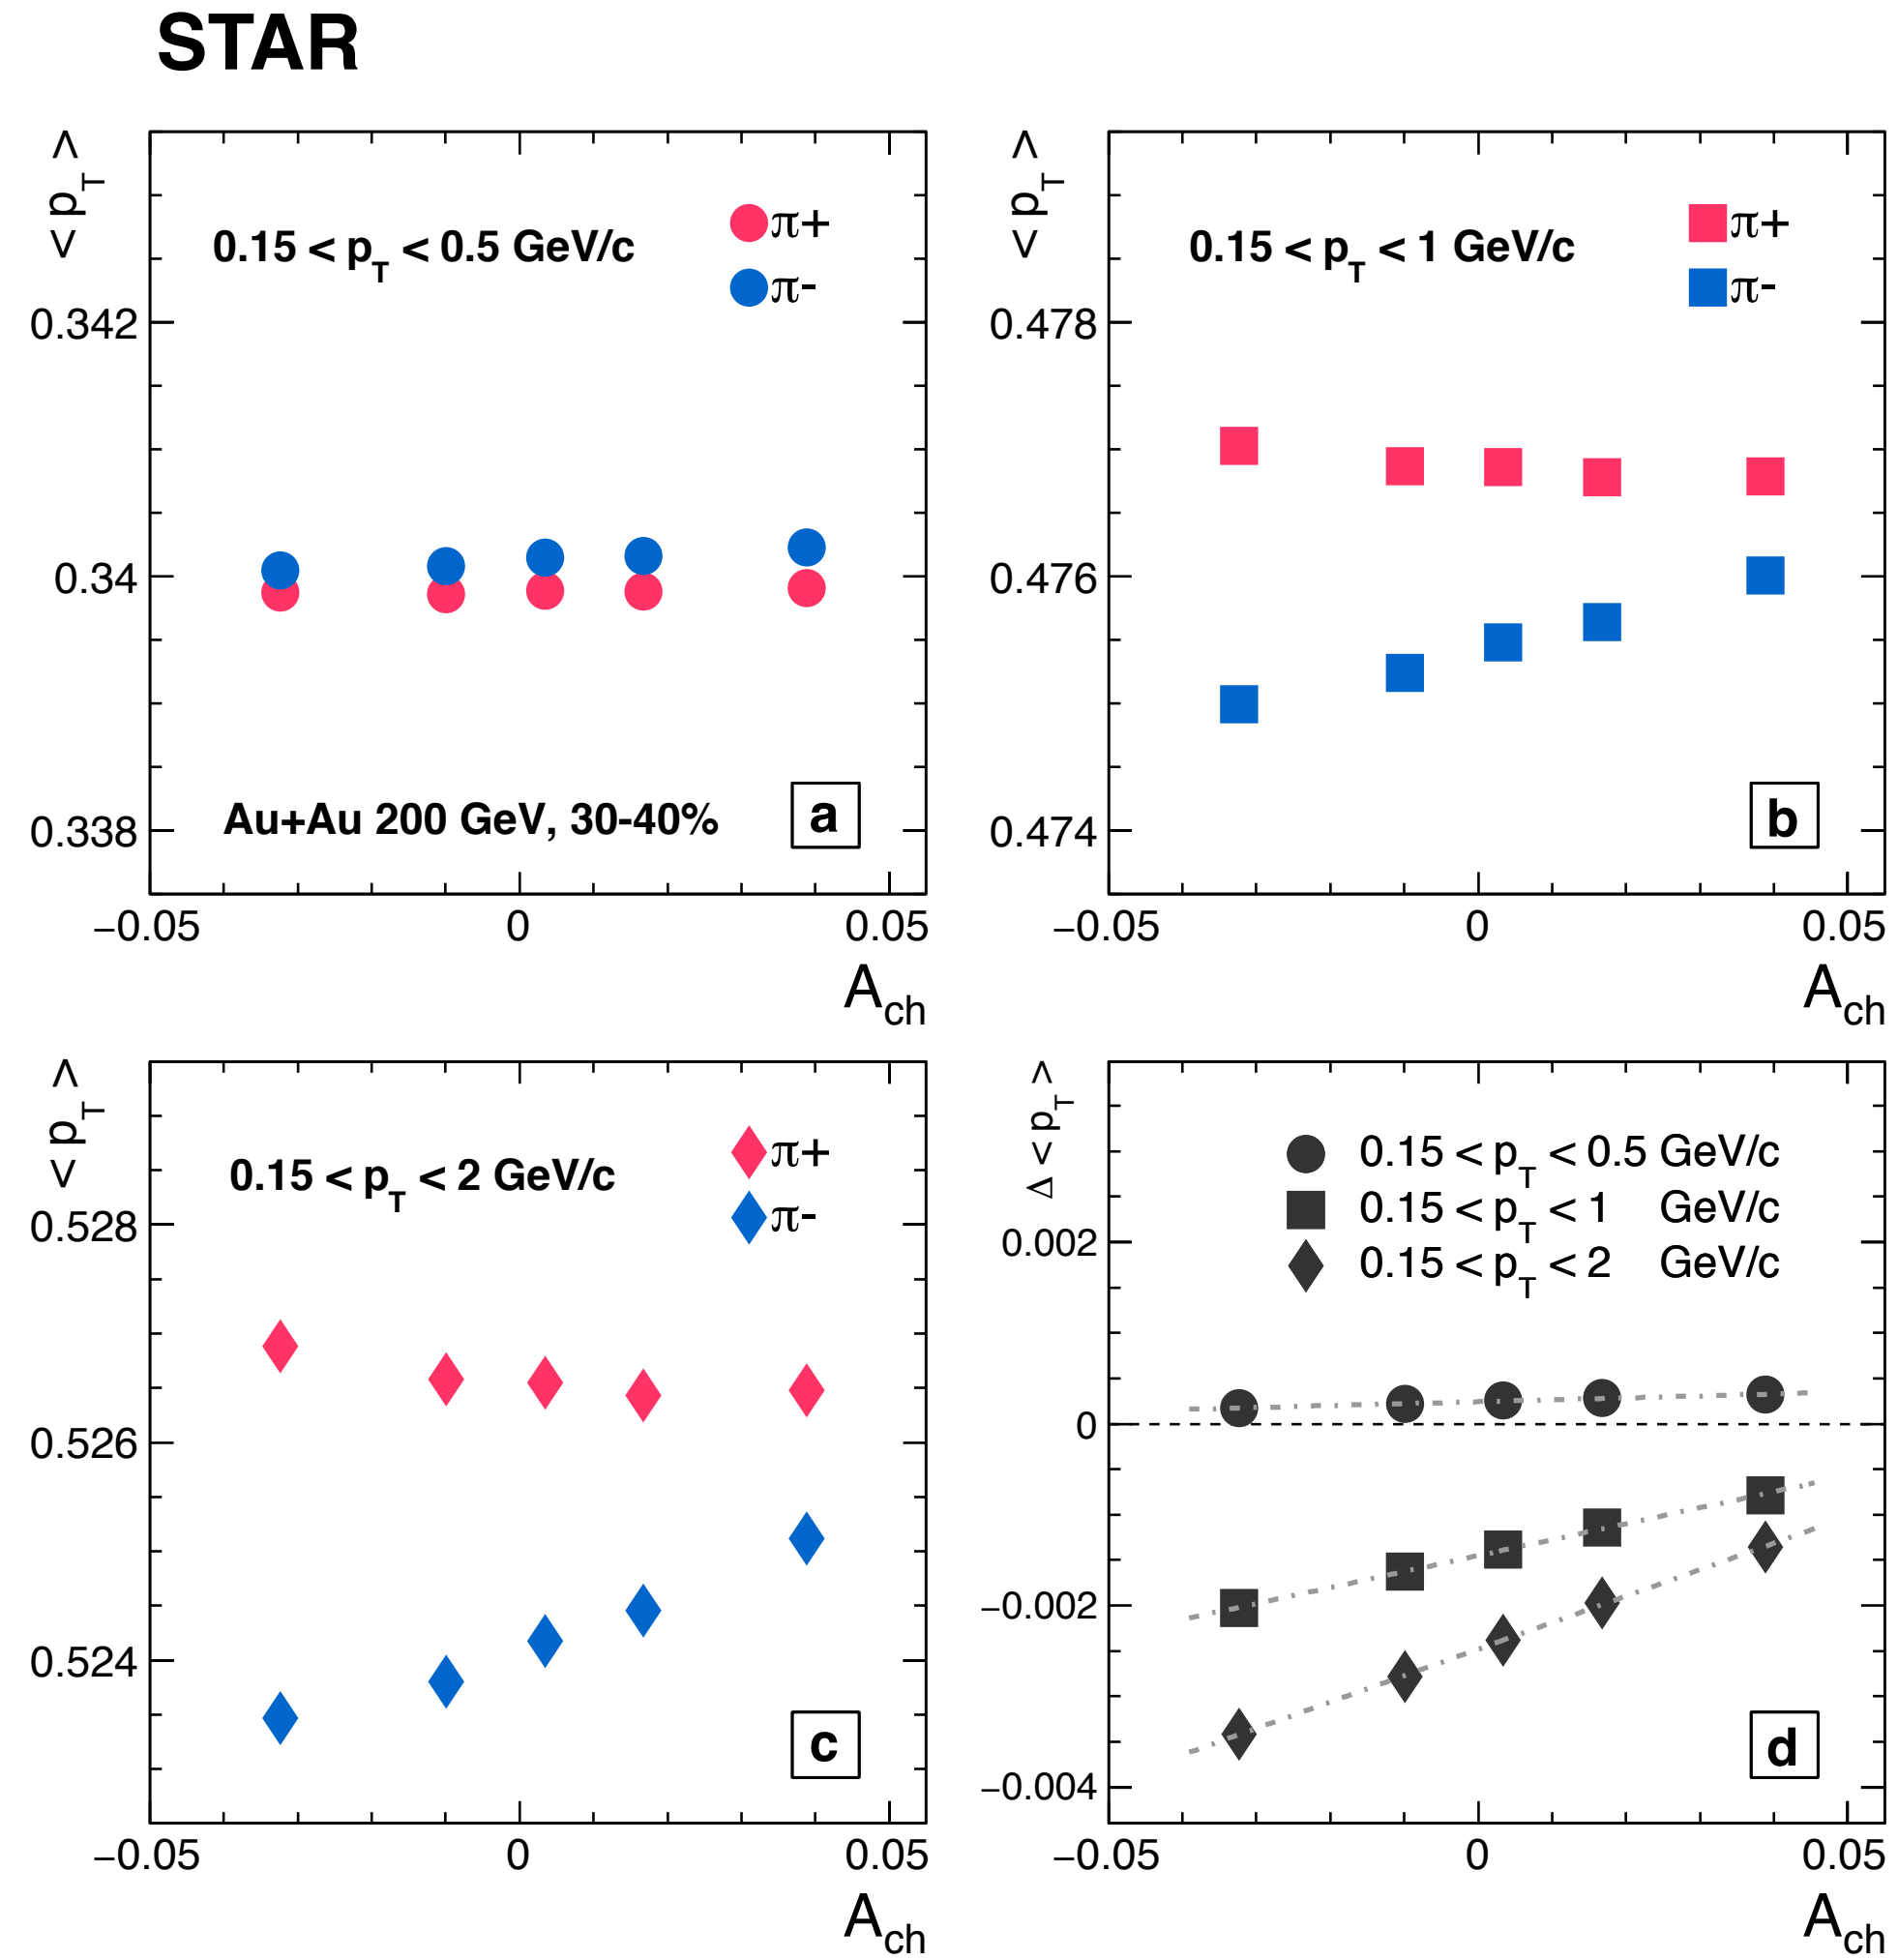 STAR
< p_T >
0.15 < p_T < 0.5 GeV/c
π+
π-
0.342
0.34
0.338
Au+Au 200 GeV, 30-40%
a
−0.05 0 0.05
A_ch
< p_T >
0.15 < p_T < 1 GeV/c
π+
π-
0.478
0.476
0.474
b
−0.05 0 0.05
A_ch
< p_T >
0.15 < p_T < 2 GeV/c
π+
π-
0.528
0.526
0.524
c
−0.05 0 0.05
A_ch
Δ < p_T >
0.15 < p_T < 0.5 GeV/c
0.15 < p_T < 1 GeV/c
0.15 < p_T < 2 GeV/c
0.002
0
−0.002
−0.004
d
−0.05 0 0.05
A_ch